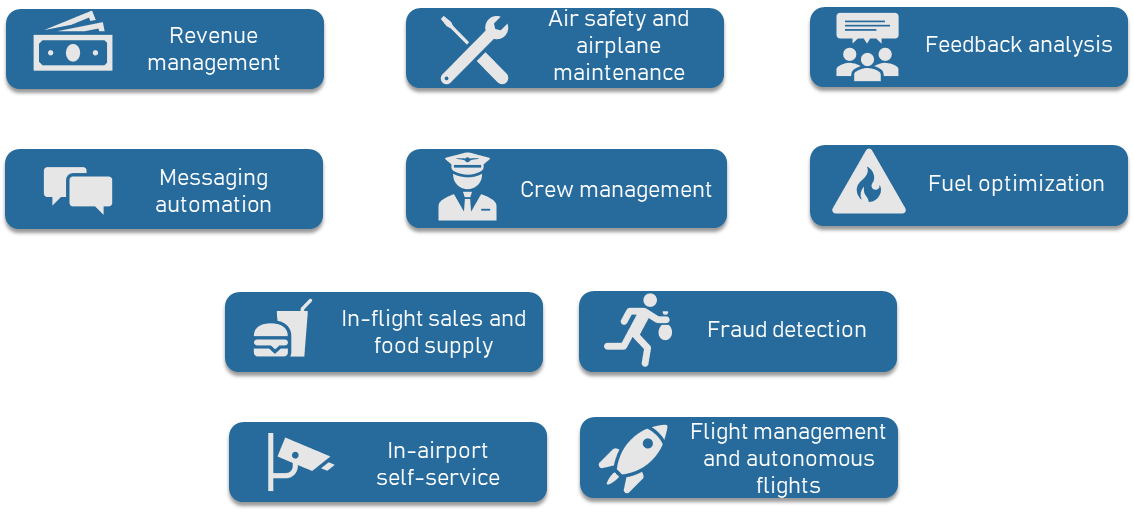 Revenue
management
Air safety and
airplane
maintenance
Feedback analysis
Messaging
automation
Crew management
Fuel optimization
In-flight sales and
food supply
Fraud detection
In-airport
self-service
Flight management
and autonomous
flights